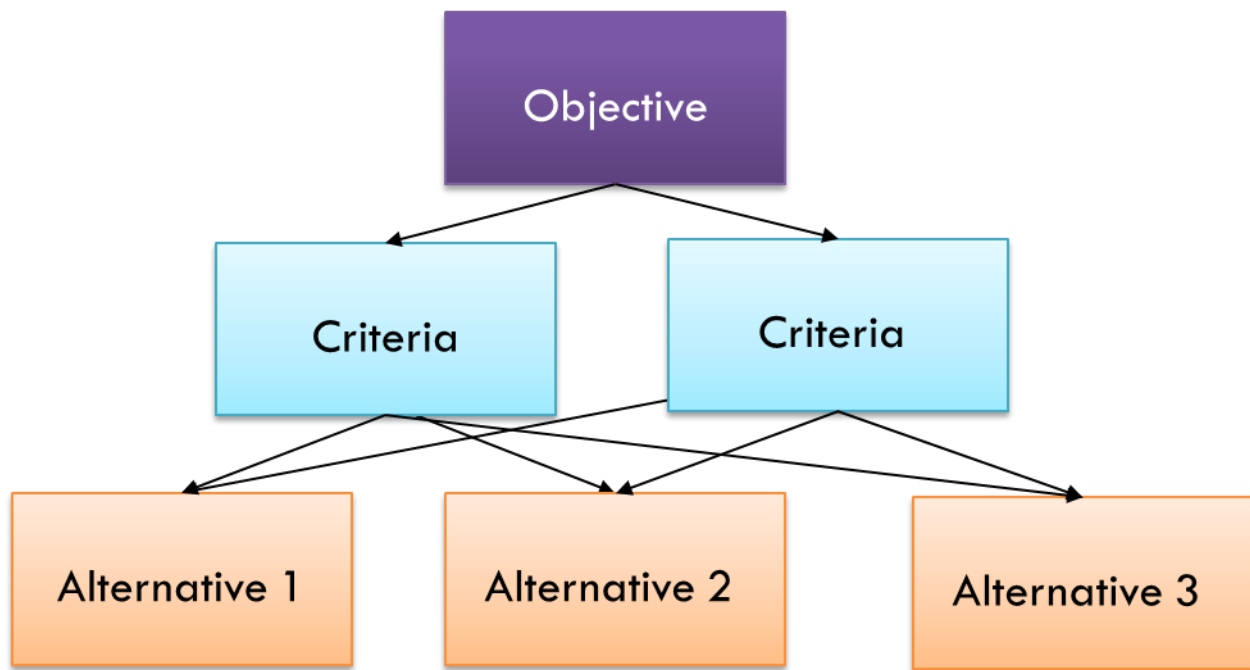 Objective
Criteria
Criteria
Alternative 1
Alternative 2
Alternative 3